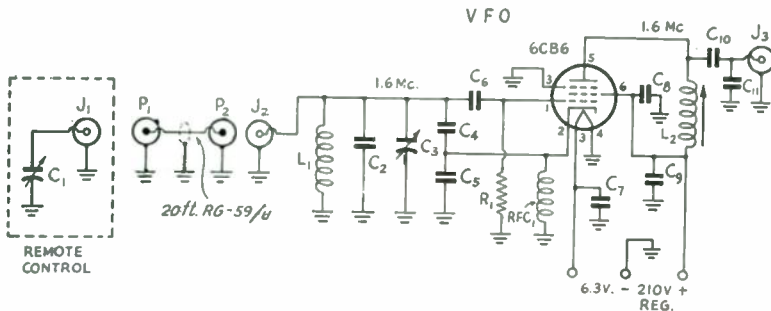 VFO
J1
C1
REMOTE
CONTROL
P1
P2
20ft. RG-59/U
J2
1.6 Mc.
L1
C2
C3
C4
C5
C6
R1
RFC1
6CB6
3
1
2
3
4
5
6
C7
C8
C9
1.6 Mc
C10
C11
J3
L2
6.3V. - 210V +
REG.